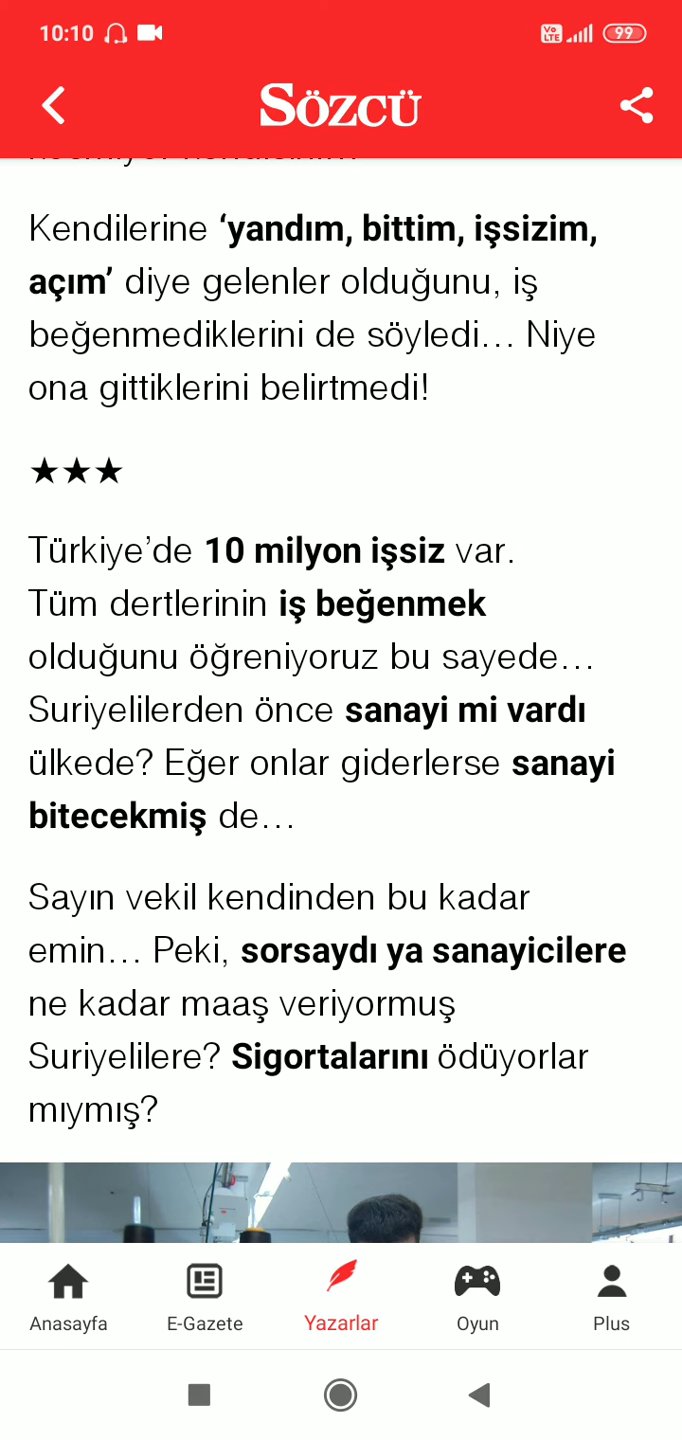 10:10
Vo LTE
99
SÖZCÜ
Kendilerine ‘yandım, bittim, işsizim,
açım’ diye gelenler olduğunu, iş
beğenmediklerini de söyledi... Niye
ona gittiklerini belirtmedi!
★★★
Türkiye’de 10 milyon işsiz var.
Tüm dertlerinin iş beğenmek
olduğunu öğreniyoruz bu sayede...
Suriyelilerden önce sanayi mi vardı
ülkede? Eğer onlar giderlerse sanayi
bitecekmiş de...
Sayın vekil kendinden bu kadar
emin... Peki, sorsaydı ya sanayicilere
ne kadar maaş veriyormuş
Suriyelilere? Sigortalarını ödüyorlar
mıymış?
Anasayfa E-Gazete Yazarlar Oyun Plus